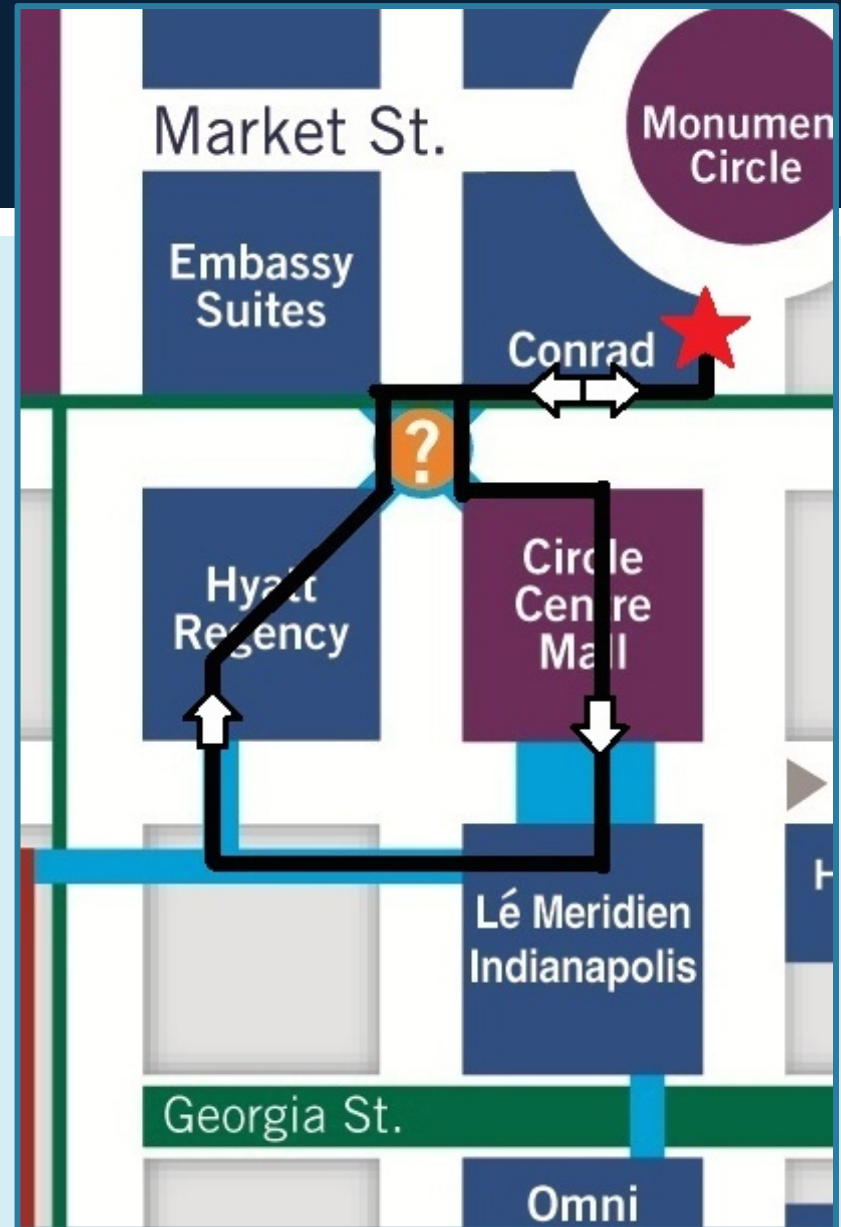 Market St.
Monumen
Circle
Embassy
Suites
Conrad
?
Hyatt
Regency
Circle
Centre
Mall
H
Lé Meridien
Indianapolis
Georgia St.
Omni